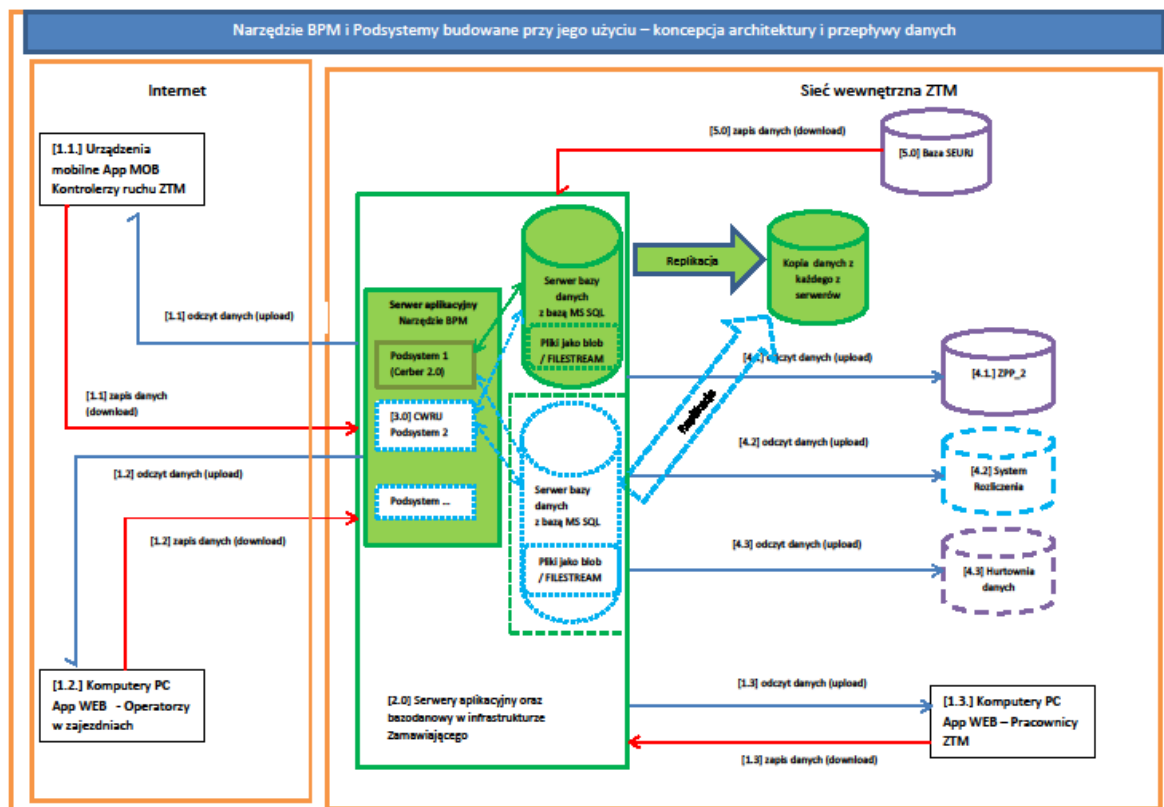 Narzędzie BPM i Podsystemy budowane przy jego użyciu – koncepcja architektury i przepływy danych
Internet
Sieć wewnętrzna ZTM
[1.1.] Urządzenia
mobilne App MOB
Kontrolerzy ruchu ZTM
[5.0] zapis danych (download)
[5.0] Baza SEURJ
Replikacja
Kopia danych z
każdego z
serwerów
Serwer bazy
danych
z bazą MS SQL
Pliki jako blob
/ FILESTREAM
Serwer aplikacyjny
Narzędzie BPM
Podsystem 1
(Cerber 2.0)
[3.0] CWRU
Podsystem 2
Podsystem ...
[1.1] odczyt danych (upload)
[1.1] zapis danych
(download)
[1.2] odczyt danych (upload)
[1.2] zapis danych (download)
[4.1] odczyt danych (upload)
[4.1.] ZPP_2
Replikacja
[4.2] odczyt danych (upload)
[4.2] System
Rozliczenia
Serwer bazy
danych
z bazą MS SQL
Pliki jako blob
/ FILESTREAM
[4.3] odczyt danych (upload)
[4.3] Hurtownia
danych
[1.2.] Komputery PC
App WEB - Operatorzy
w zajezdniach
[2.0] Serwery aplikacyjny oraz
bazodanowy w infrastrukturze
Zamawiającego
[1.3] odczyt danych (upload)
[1.3.] Komputery PC
App WEB – Pracownicy
ZTM
[1.3] zapis danych (download)